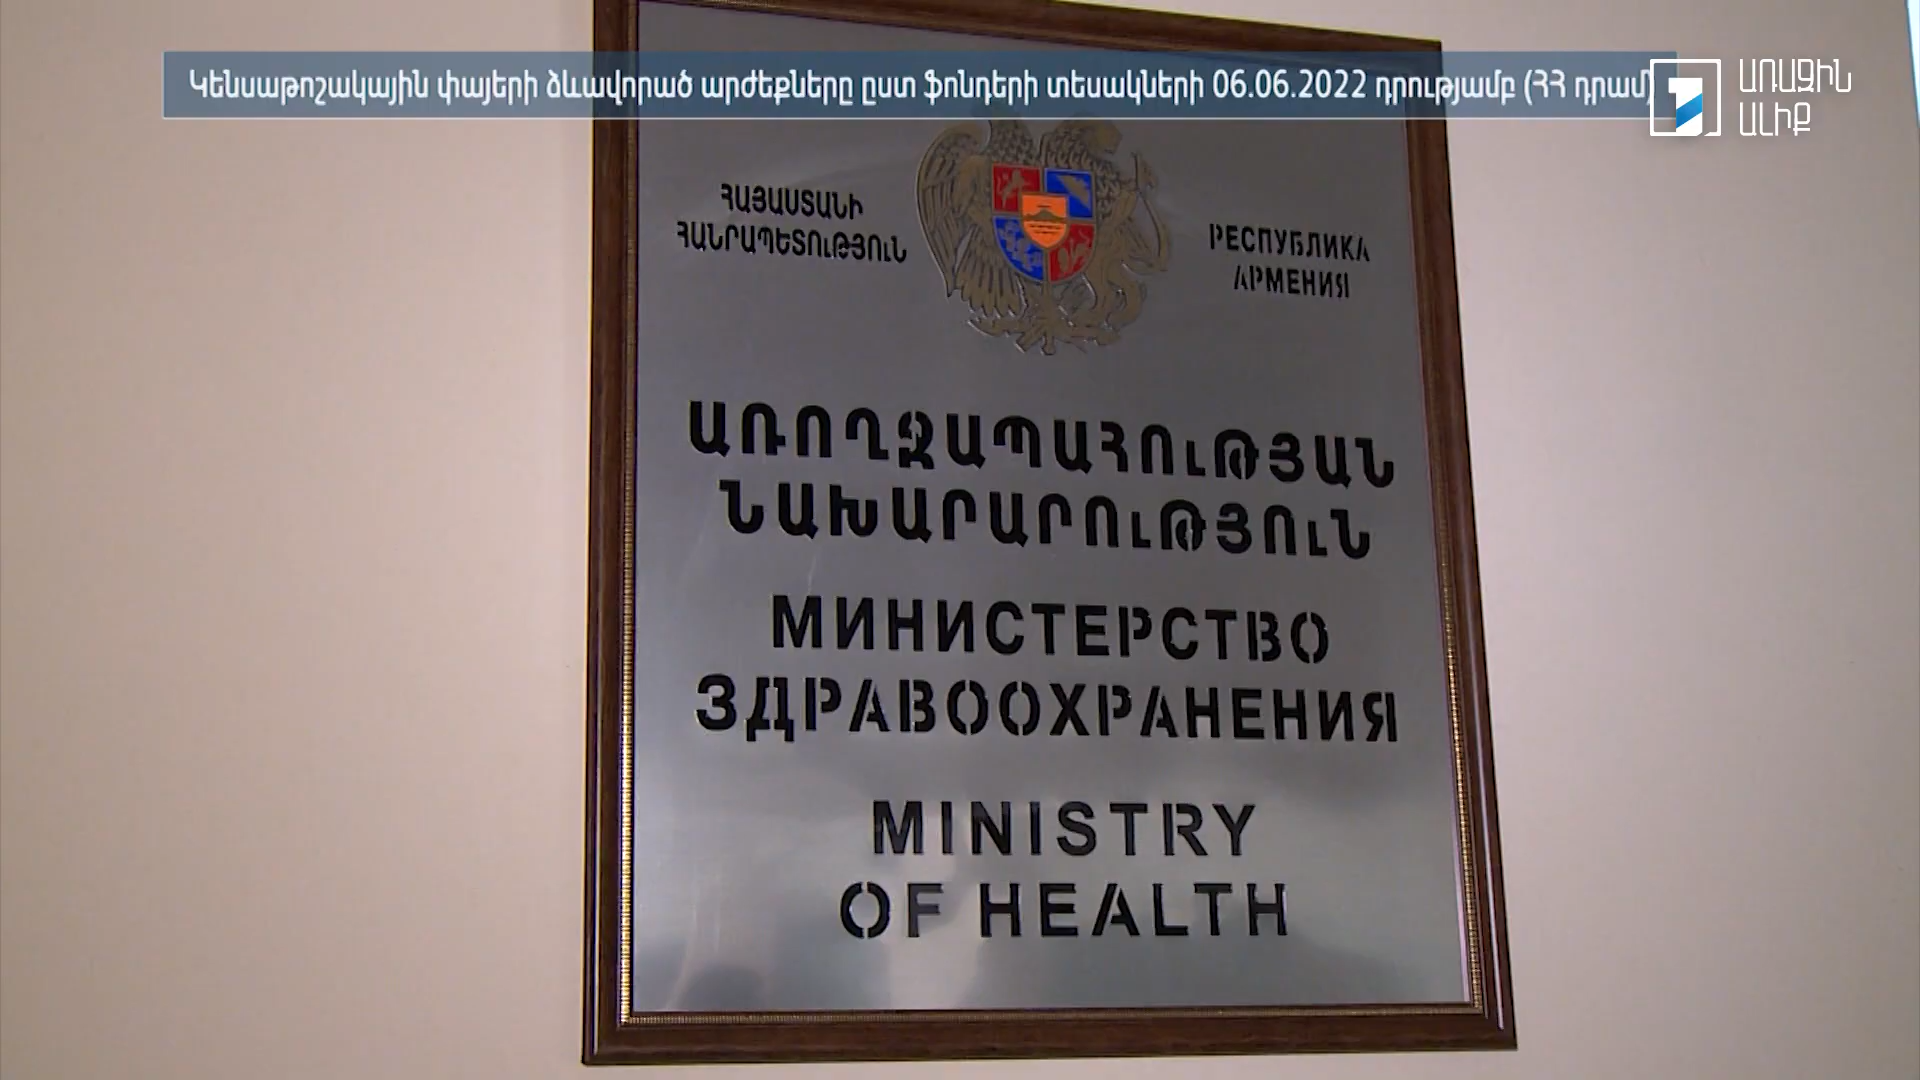 Կենսաթոշակային փայերի ձևավորած արժեքները ըստ ֆոնդերի տեսակների 06.06.2022 դրությամբ (ՀՀ դրամ)
1 ԱՌԱՋԻՆ
ԱԼԻՔ
ՀԱՅԱՍՏԱՆԻ
ՀԱՆՐԱՊԵՏՈւԹՅՈւՆ
РЕСПУБЛИКА
АРМЕНИЯ
ԱՌՈՂՋԱՊԱՀՈւԹՅԱՆ
ՆԱԽԱՐԱՐՈւԹՅՈւՆ
МИНИСТЕРСТВО
ЗДРАВООХРАНЕНИЯ
MINISTRY
OF HEALTH